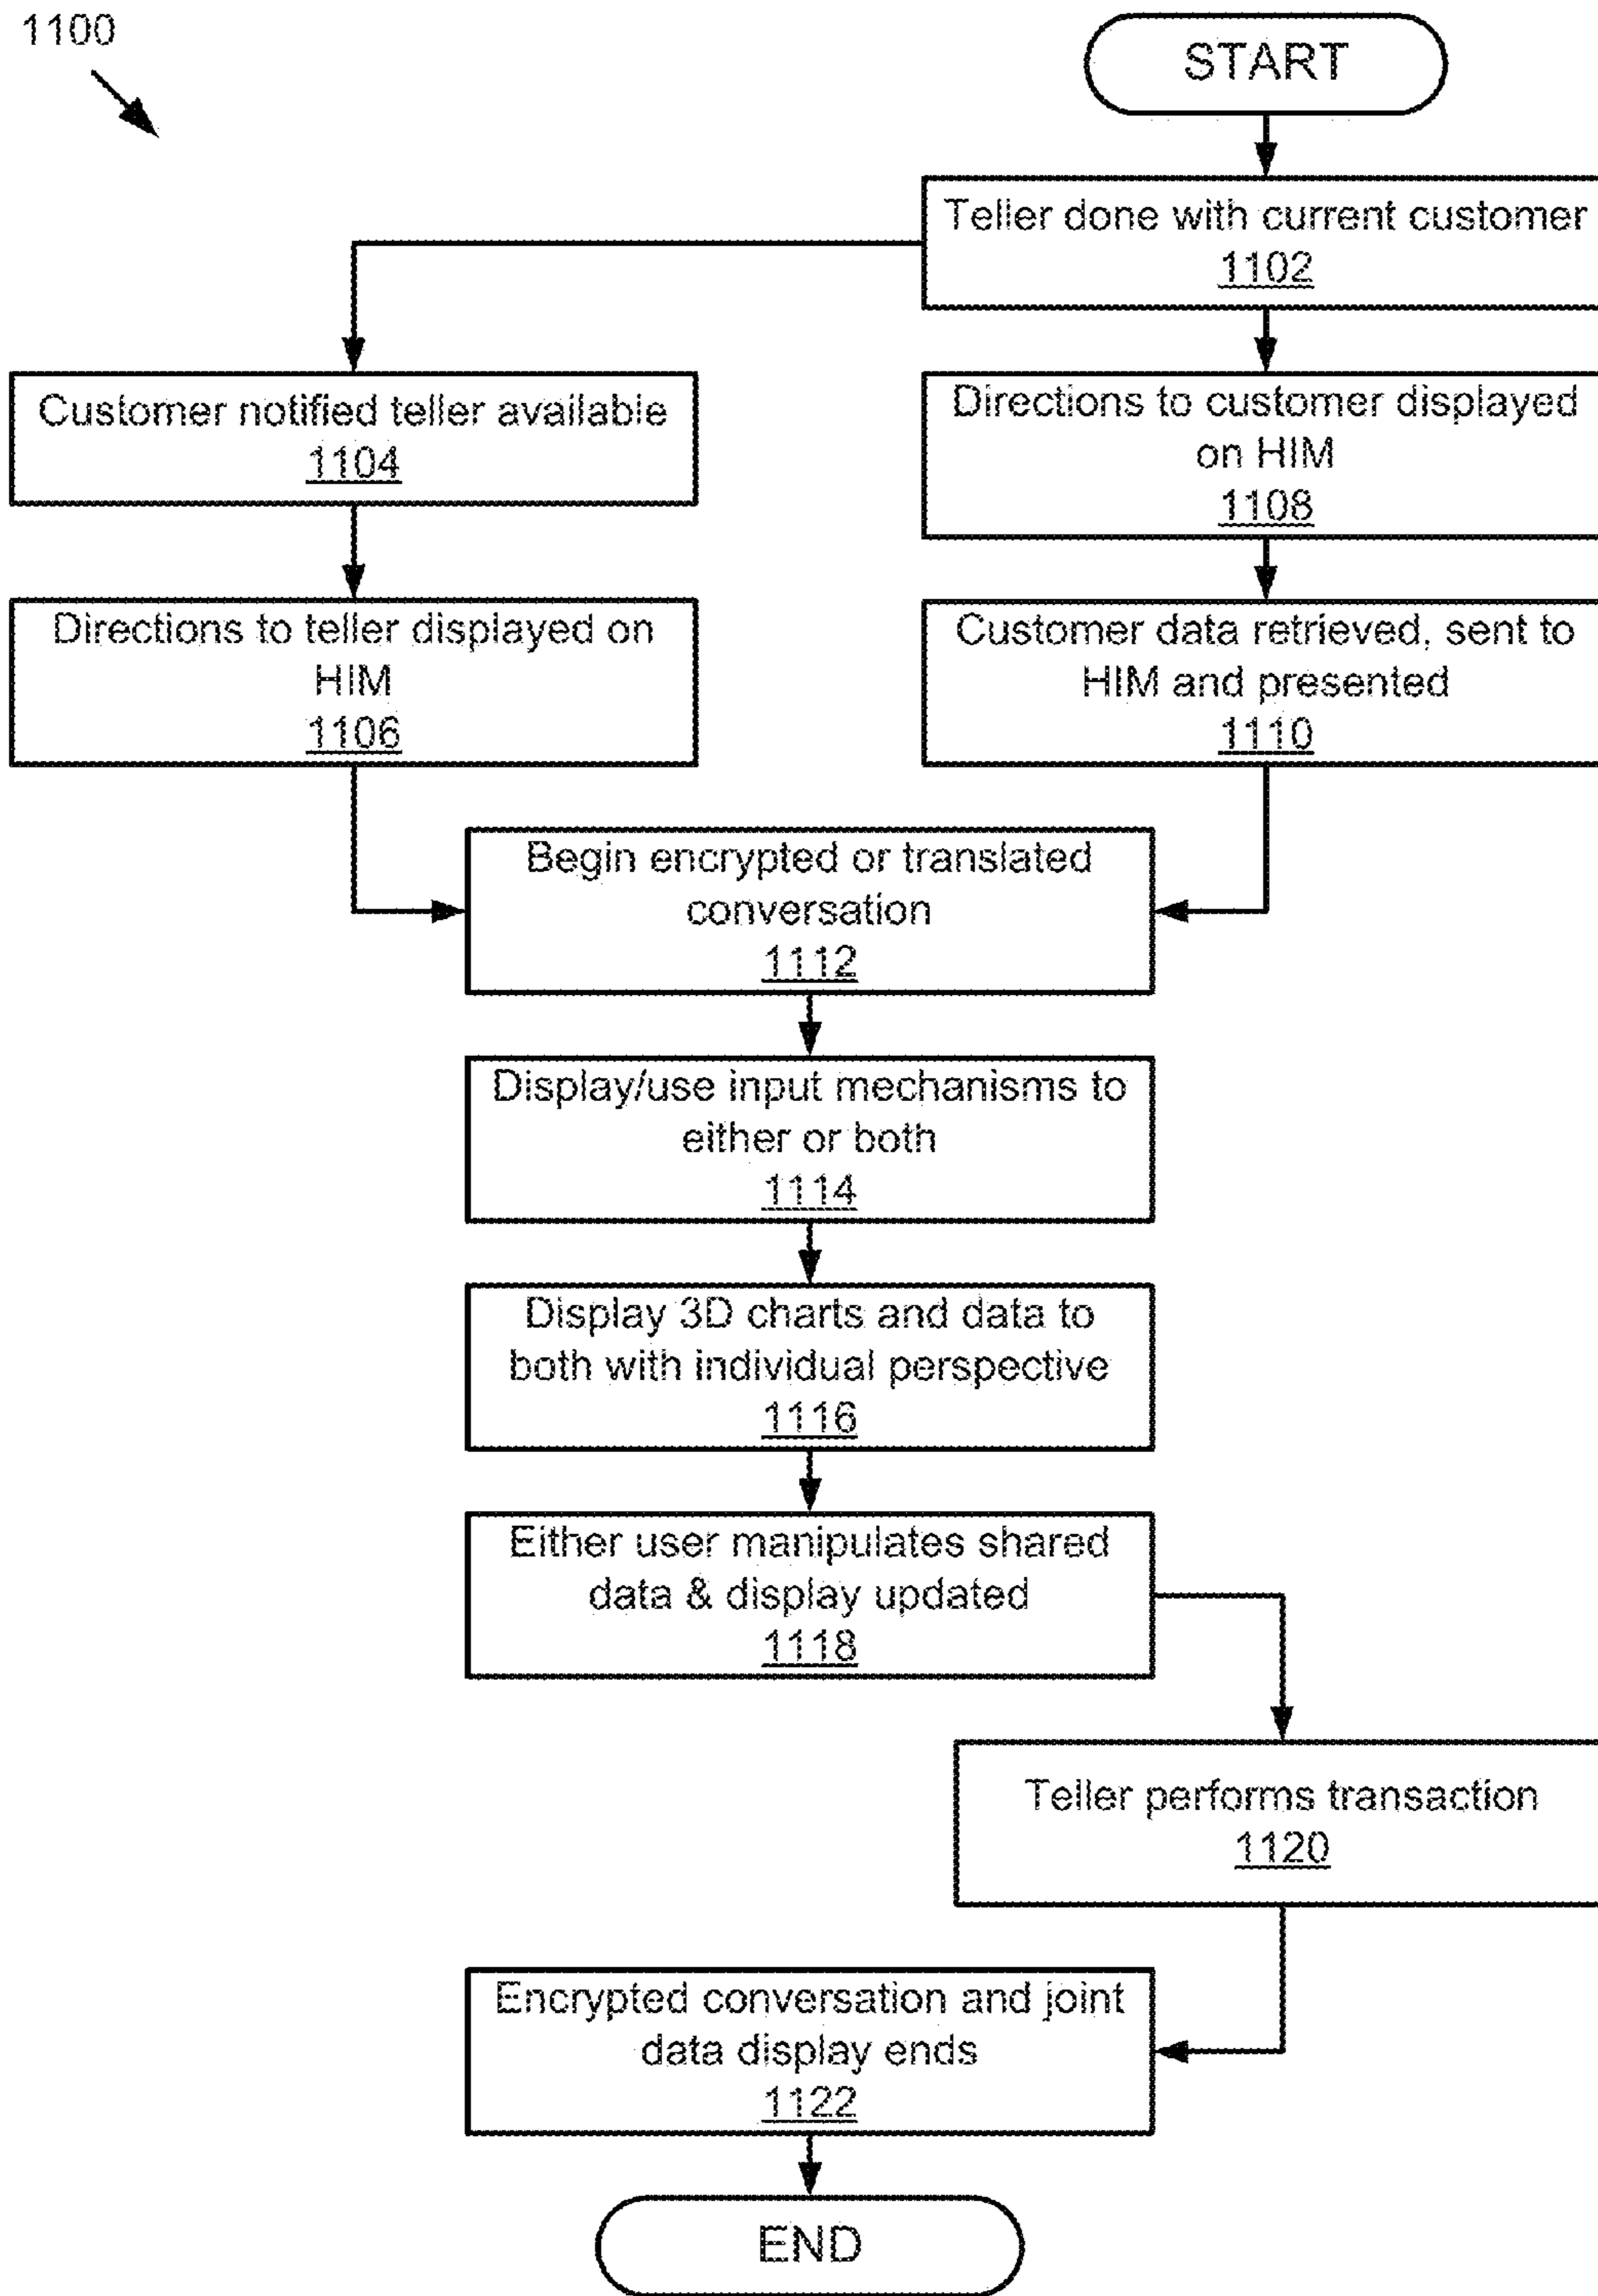 1100
START
Teller done with current customer
1102
Customer notified teller available
1104
Directions to customer displayed
on HIM
1108
Directions to teller displayed on
HIM
1106
Customer data retrieved, sent to
HIM and presented
1110
Begin encrypted or translated
conversation
1112
Display/use input mechanisms to
either or both
1114
Display 3D charts and data to
both with individual perspective
1116
Either user manipulates shared
data & display updated
1118
Teller performs transaction
1120
Encrypted conversation and joint
data display ends
1122
END